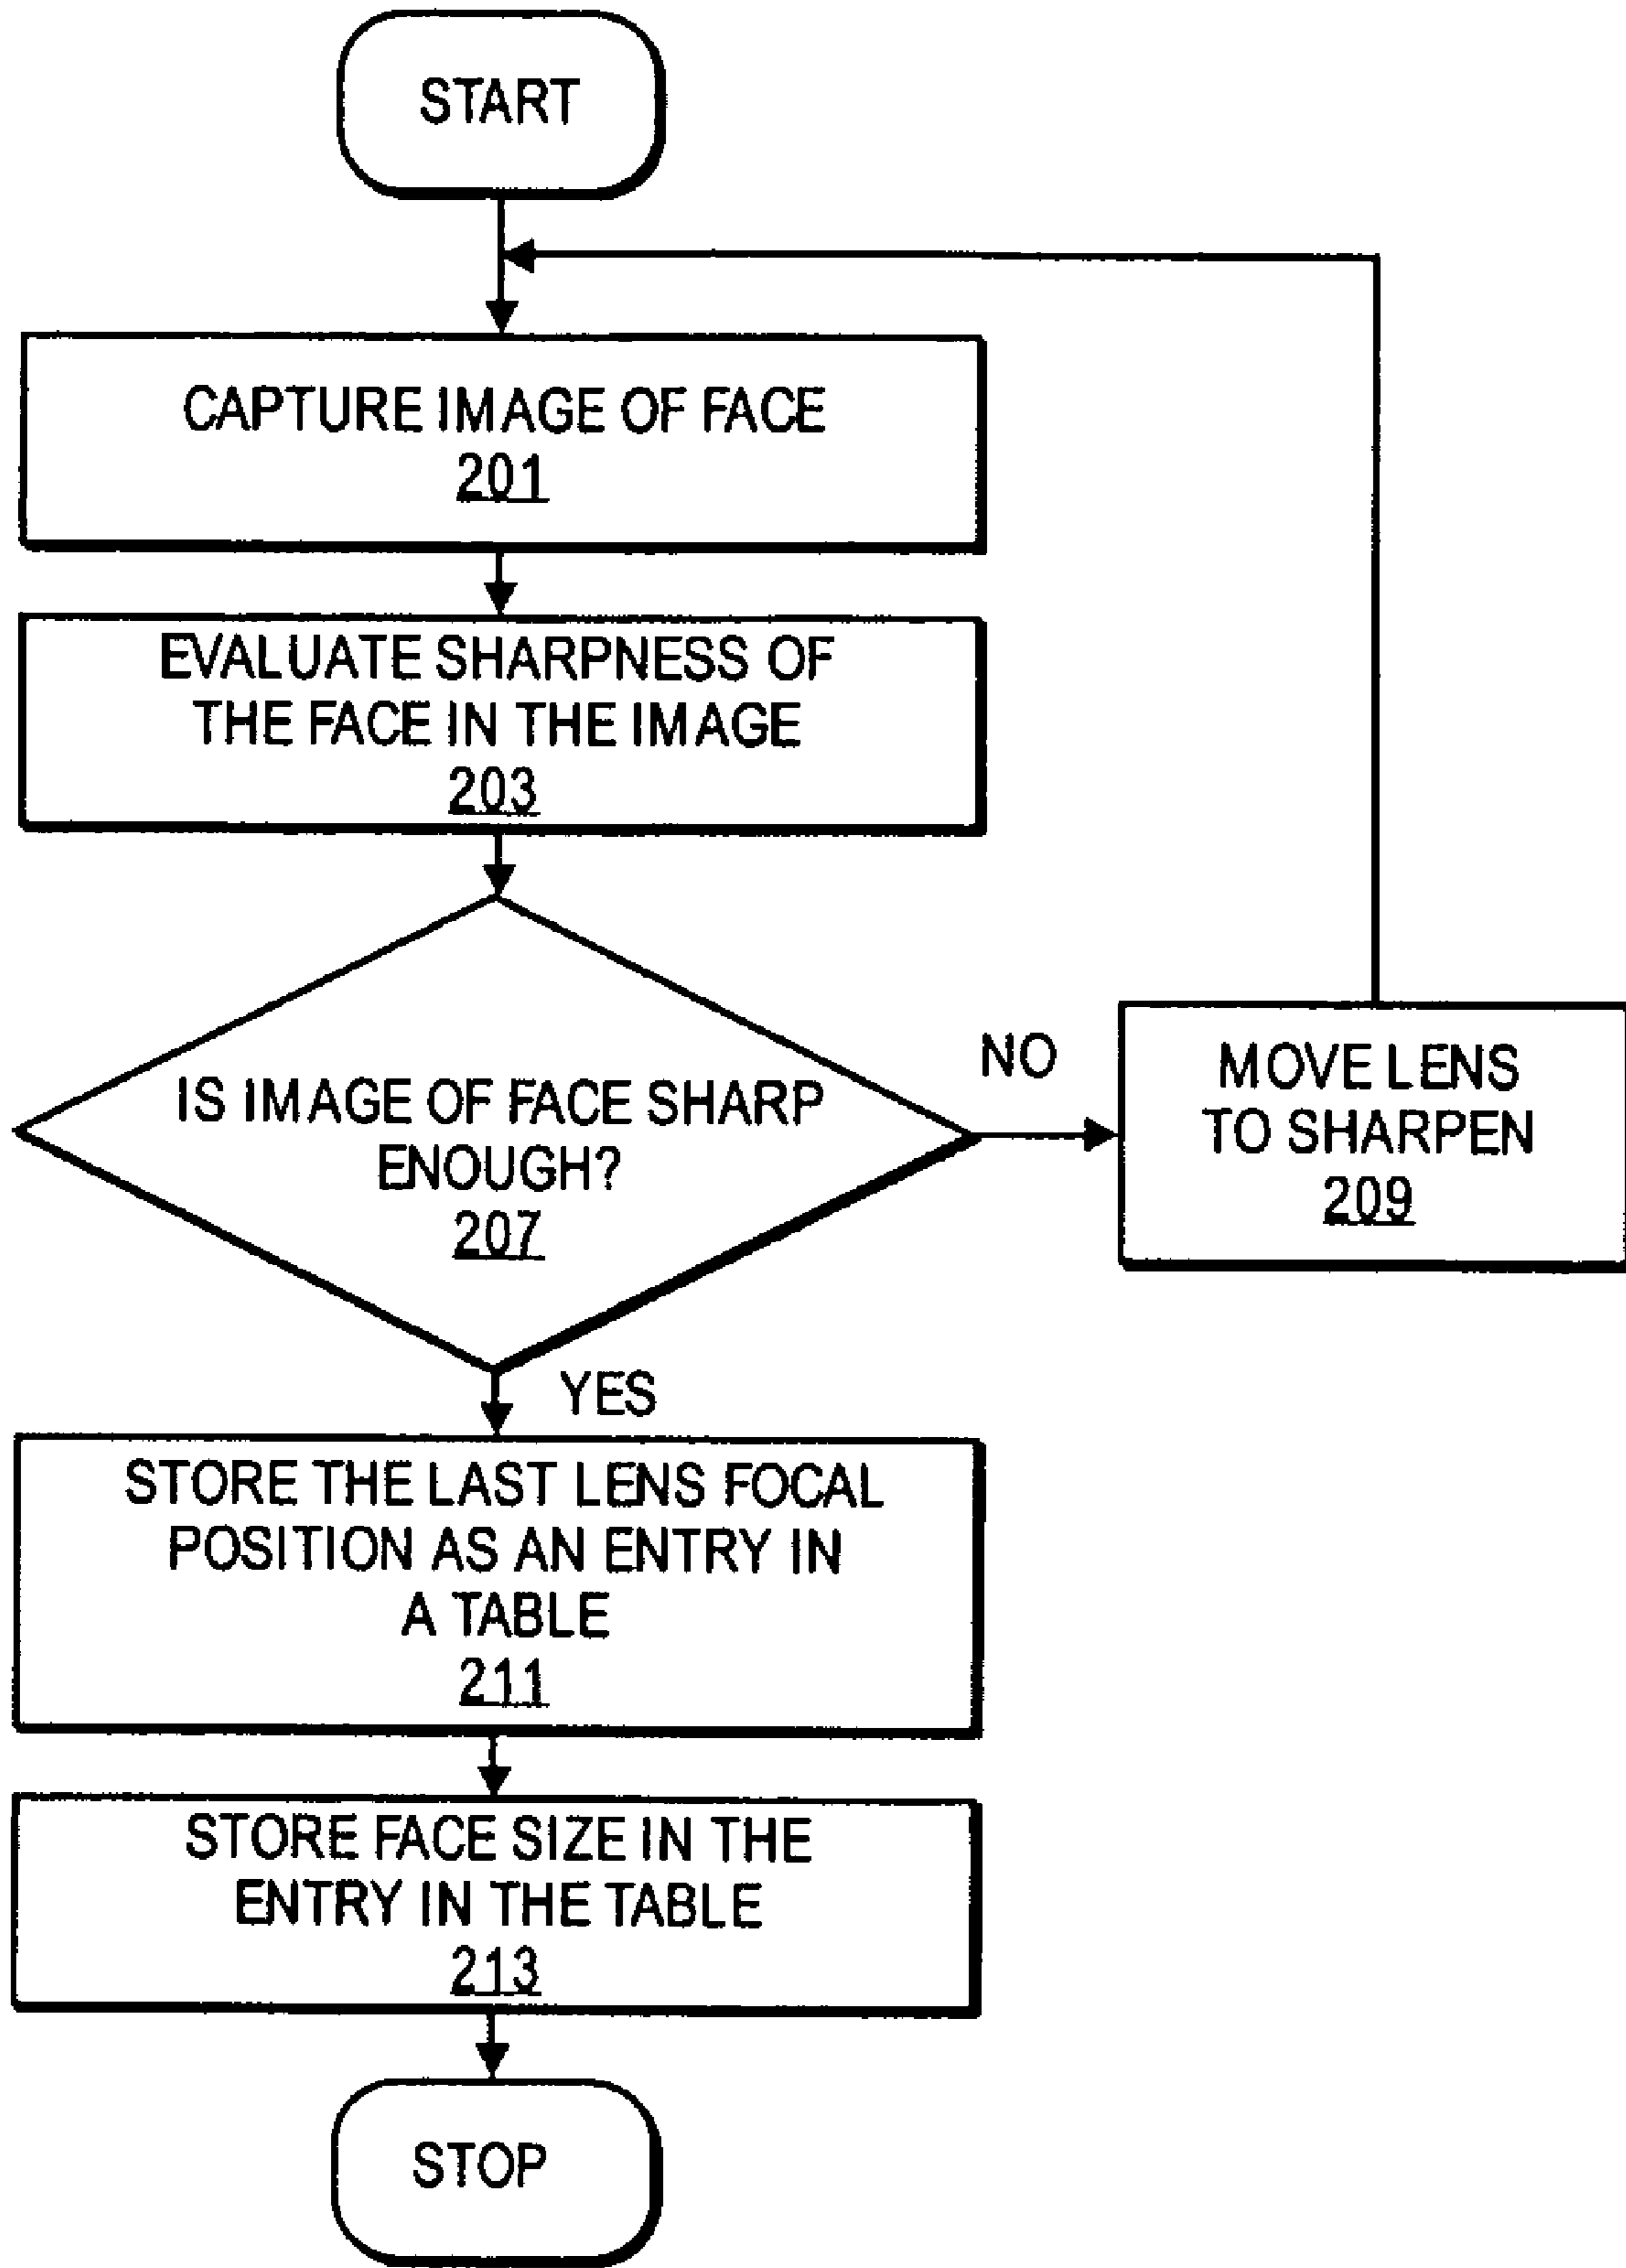 START
CAPTURE IMAGE OF FACE
201
EVALUATE SHARPNESS OF
THE FACE IN THE IMAGE
203
IS IMAGE OF FACE SHARP
ENOUGH?
207
NO
MOVE LENS
TO SHARPEN
209
YES
STORE THE LAST LENS FOCAL
POSITION AS AN ENTRY IN
A TABLE
211
STORE FACE SIZE IN THE
ENTRY IN THE TABLE
213
STOP